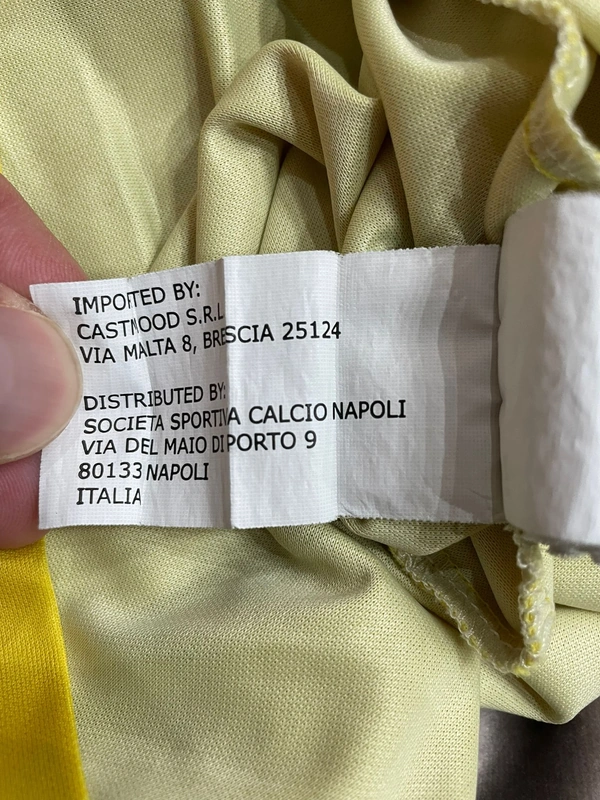 IMPORTED BY:
CASTWOOD S.R.L
VIA MALTA 8, BRESCIA 25124
DISTRIBUTED BY:
SOCIETA SPORTIVA CALCIO NAPOLI
VIA DEL MAIO DI PORTO 9
80133 NAPOLI
ITALIA